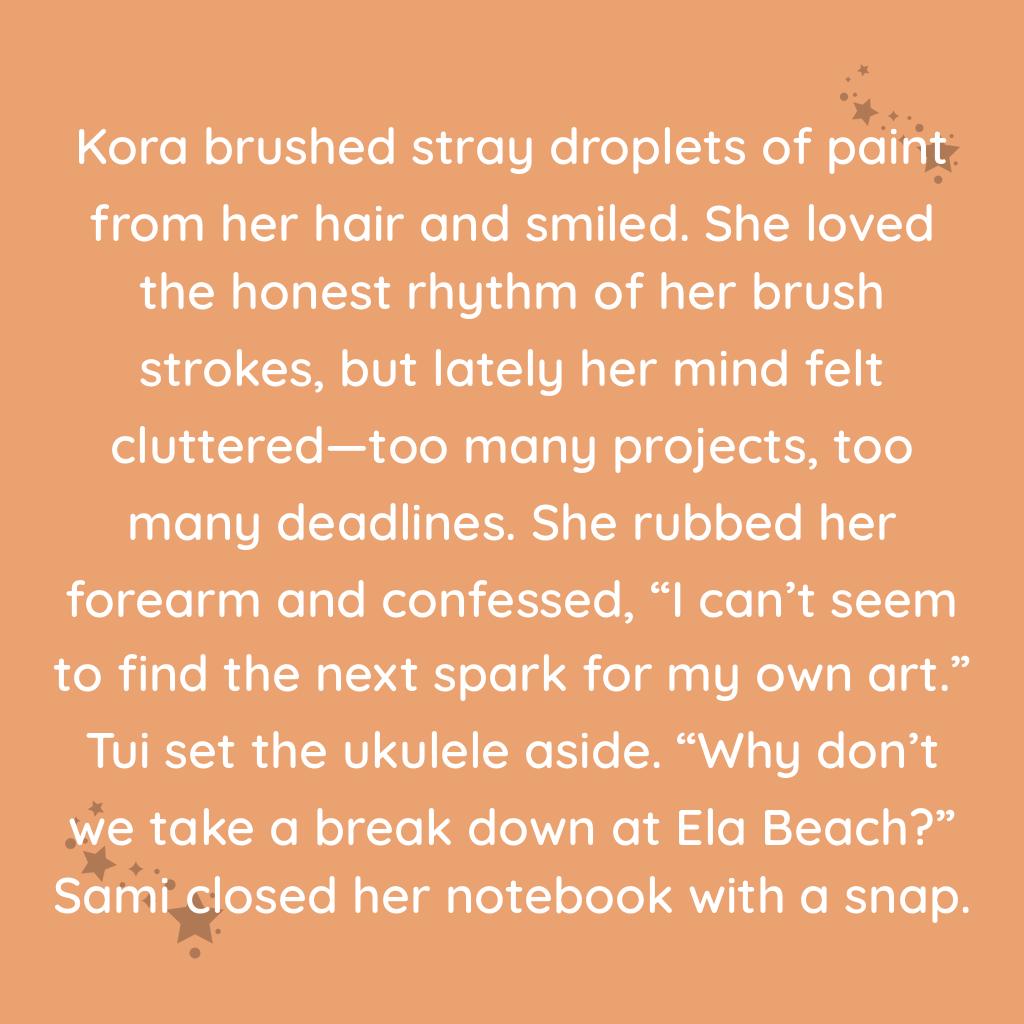 Kora brushed stray droplets of paint
from her hair and smiled. She loved
the honest rhythm of her brush
strokes, but lately her mind felt
cluttered—too many projects, too
many deadlines. She rubbed her
forearm and confessed, “I can’t seem
to find the next spark for my own art.”
Tui set the ukulele aside. “Why don’t
we take a break down at Ela Beach?”
Sami closed her notebook with a snap.